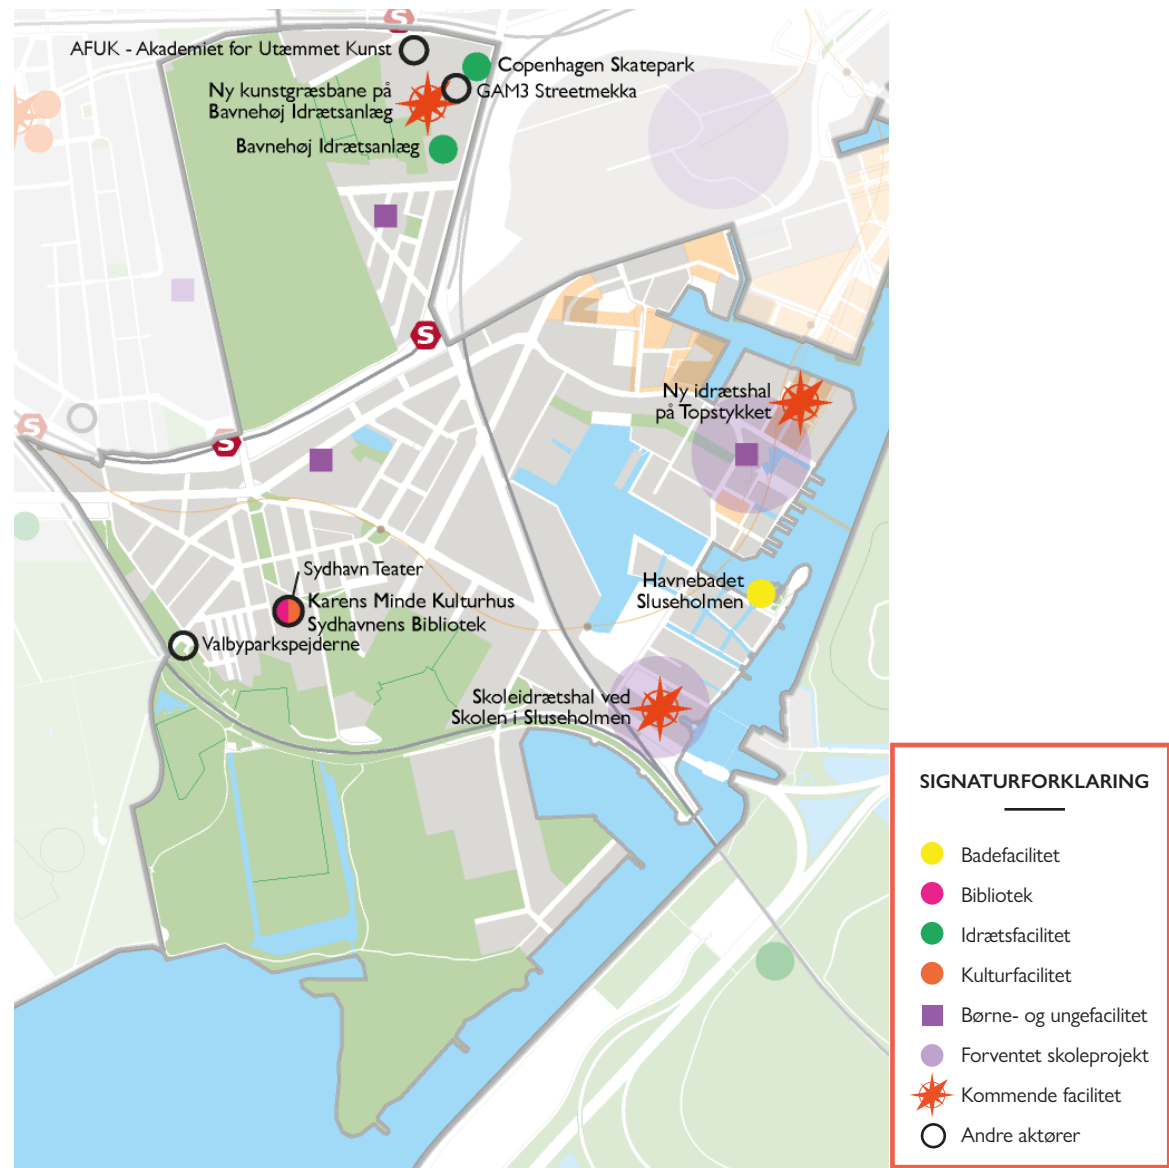 S
AFUK - Akademiet for Utæmmet Kunst
Copenhagen Skatepark
Ny kunstgræsbane på
Bavnehøj Idrætsanlæg
GAM3 Streetmekka
Bavnehøj Idrætsanlæg
S
Ny idrætshal
på Topstykket
S
S
Sydhavn Teater
Karens Minde Kulturhus
Sydhavnens Bibliotek
Havnebadet
Sluseholmen
Valbyparkspejderne
Skoleidrætshal ved
Skolen i Sluseholmen
SIGNATURFORKLARING
Badefacilitet
Bibliotek
Idrætsfacilitet
Kulturfacilitet
Børne- og ungefacilitet
Forventet skoleprojekt
Kommende facilitet
Andre aktører